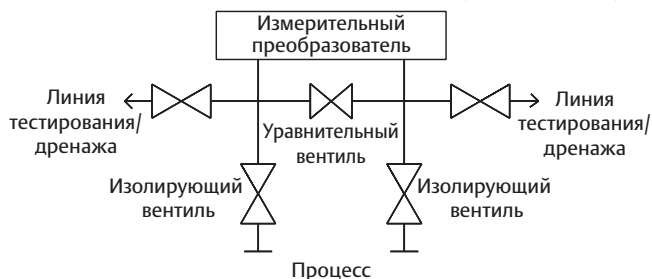 Измерительный
преобразователь
Линия
тестирования/
дренажа
Уравнительный
вентиль
Линия
тестирования/
дренажа
Изолирующий
вентиль
Изолирующий
вентиль
Процесс